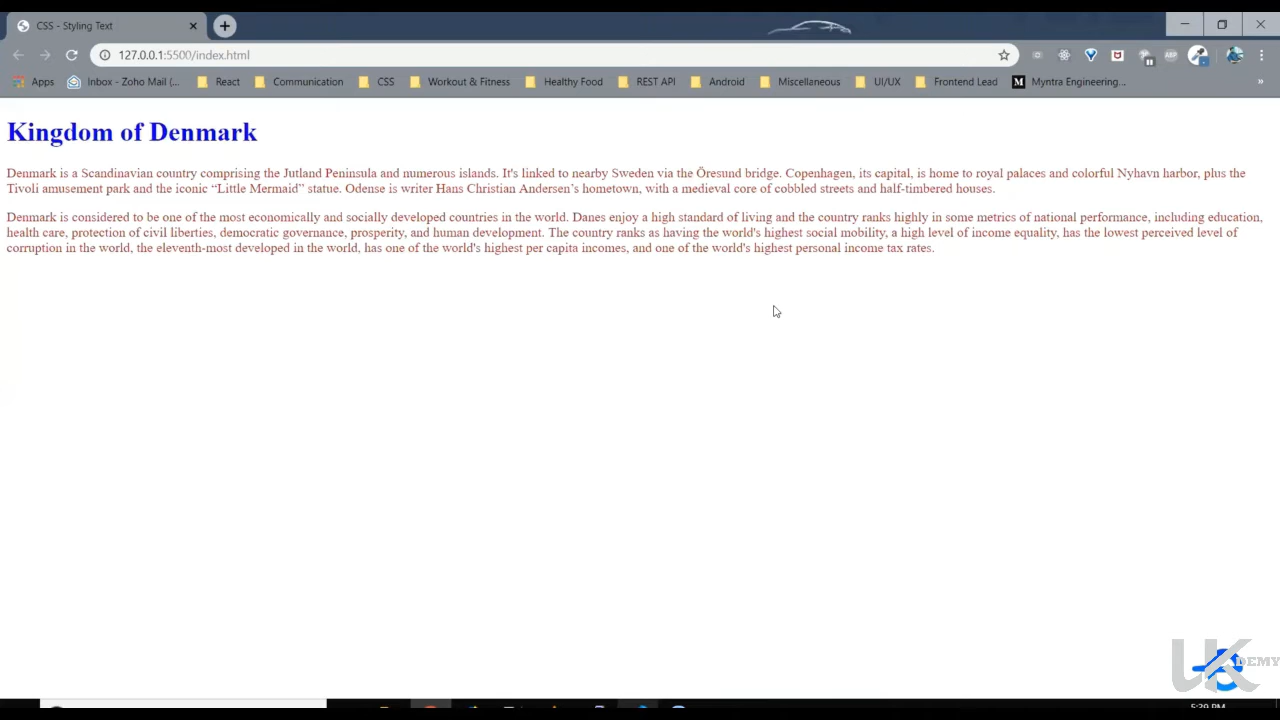 CSS - Styling Text
127.0.0.1:5500/index.html
Apps Inbox - Zoho Mail (... React Communication CSS Workout & Fitness Healthy Food REST API Android Miscellaneous UI/UX Frontend Lead M Myntra Engineering... »
Kingdom of Denmark
Denmark is a Scandinavian country comprising the Jutland Peninsula and numerous islands. It's linked to nearby Sweden via the Öresund bridge. Copenhagen, its capital, is home to royal palaces and colorful Nyhavn harbor, plus the
Tivoli amusement park and the iconic “Little Mermaid” statue. Odense is writer Hans Christian Andersen’s hometown, with a medieval core of cobbled streets and half-timbered houses.
Denmark is considered to be one of the most economically and socially developed countries in the world. Danes enjoy a high standard of living and the country ranks highly in some metrics of national performance, including education,
health care, protection of civil liberties, democratic governance, prosperity, and human development. The country ranks as having the world's highest social mobility, a high level of income equality, has the lowest perceived level of
corruption in the world, the eleventh-most developed in the world, has one of the world's highest per capita incomes, and one of the world's highest personal income tax rates.
UKDEMY
5:39 PM